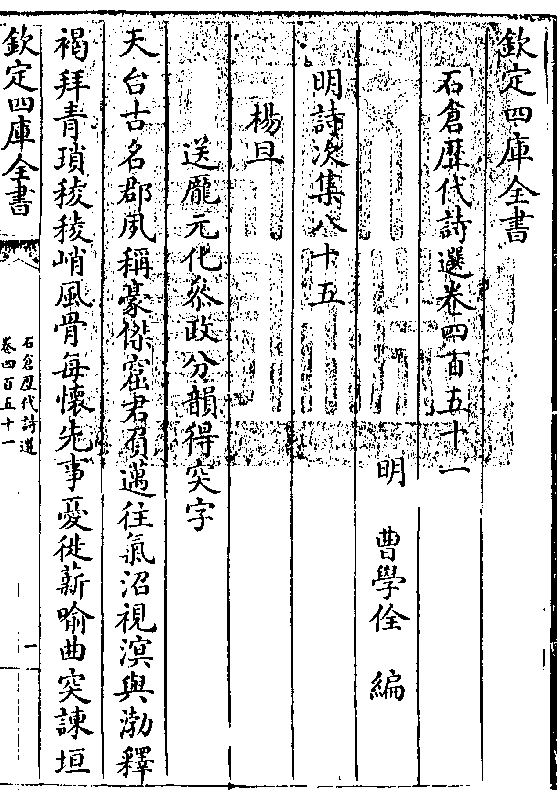 欽定四庫全書
石倉歴代詩選卷四百五十一
明 曹學佺 編
明詩次集八十五
楊旦
送龐元化叅政分韻得突字
天台古名郡夙稱豪傑窟君負邁往氣沼視溟與渤釋
褐拜青瑣稜稜峭風骨每懷先事憂徙薪喻曲突諫垣
欽定四庫全書
石倉歴代詩選
卷四百五十一
一